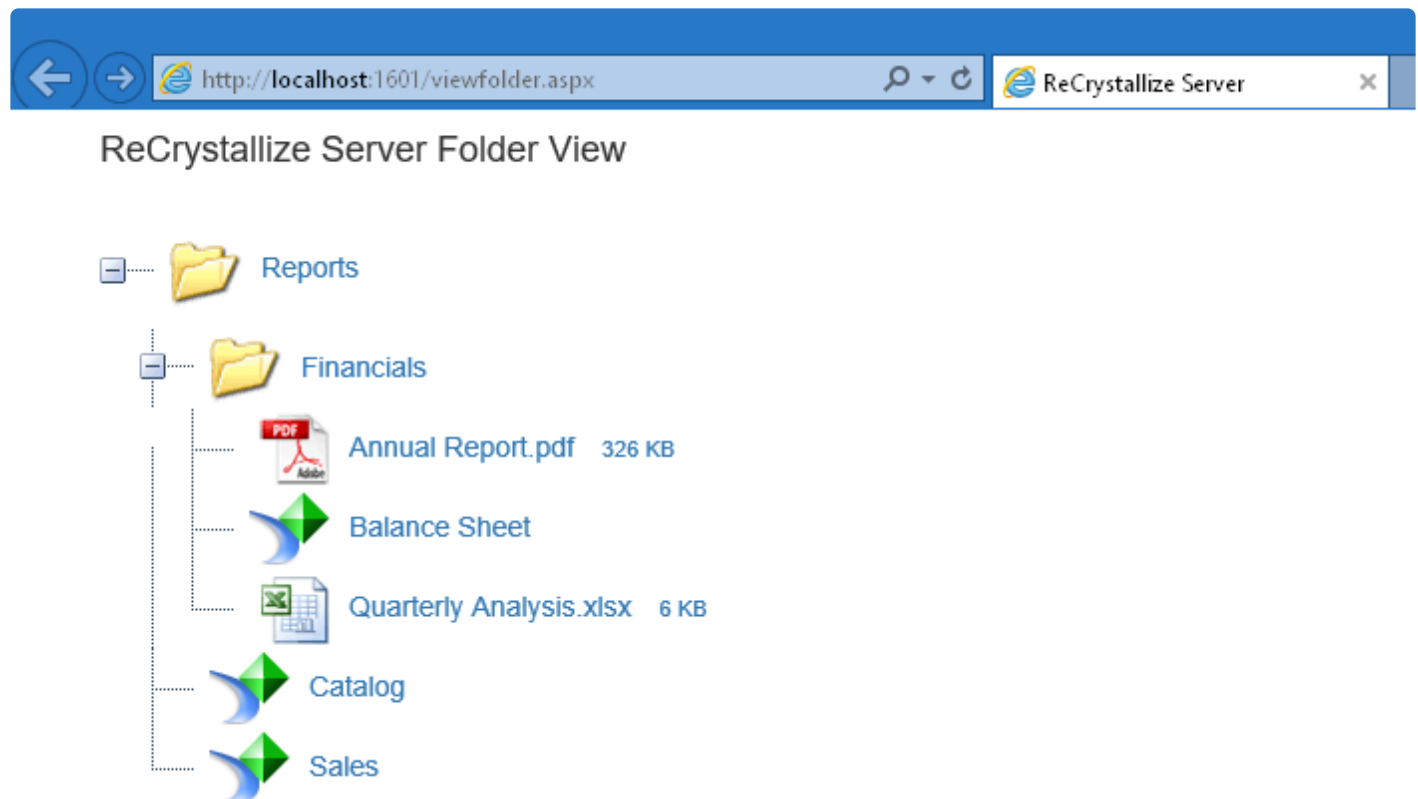 http://localhost:1601/viewfolder.aspx ReCrystallize Server
ReCrystallize Server Folder View
Reports
Financials
PDF Adobe Annual Report.pdf 326 KB
Balance Sheet
Quarterly Analysis.xlsx 6 KB
Catalog
Sales